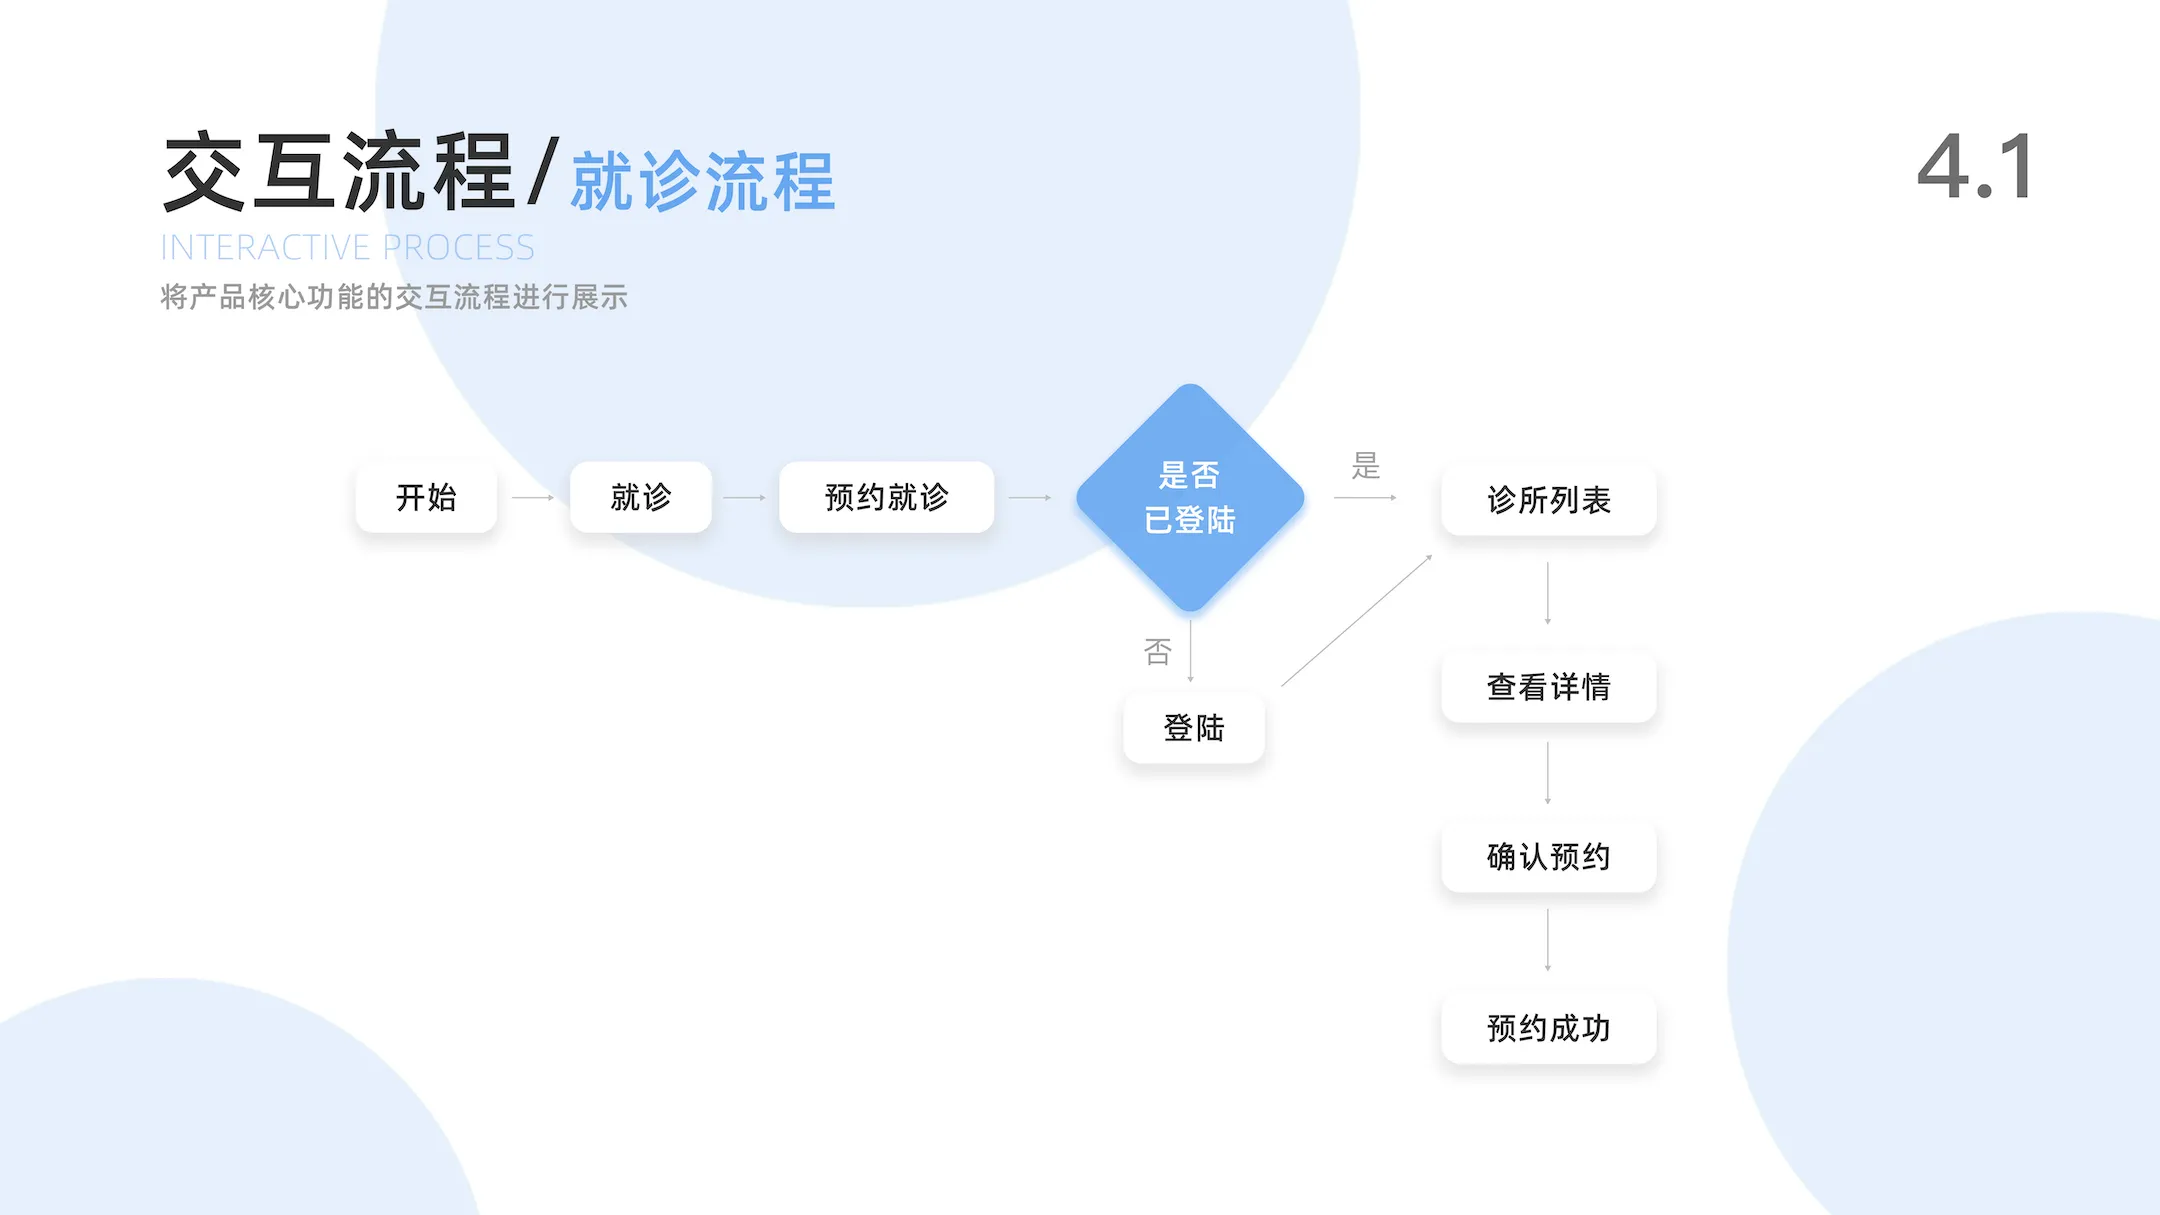 交互流程/就诊流程
4.1
INTERACTIVE PROCESS
将产品核心功能的交互流程进行展示
开始
就诊
预约就诊
是否
已登陆
是
诊所列表
否
登陆
查看详情
确认预约
预约成功